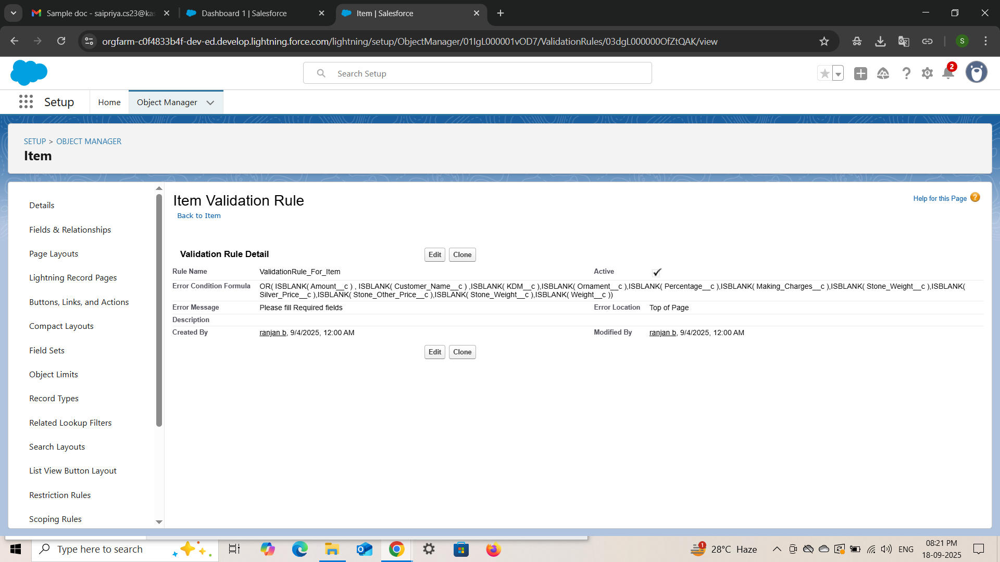 Sample doc - saipriya.cs23@kas
Dashboard 1 | Salesforce
Item | Salesforce
orgfarm-c0f4833b4f-dev-ed.develop.lightning.force.com/lightning/setup/ObjectManager/01IgL000001vOD7/ValidationRules/03dgL000000OfZtQAK/view
S
Search Setup
2
Setup
Home
Object Manager
SETUP > OBJECT MANAGER
Item
Details
Fields & Relationships
Page Layouts
Lightning Record Pages
Buttons, Links, and Actions
Compact Layouts
Field Sets
Object Limits
Record Types
Related Lookup Filters
Search Layouts
List View Button Layout
Restriction Rules
Scoping Rules
Item Validation Rule
Help for this Page ?
Back to Item
Validation Rule Detail
Edit Clone
Rule Name ValidationRule_For_Item Active
Error Condition Formula OR( ISBLANK( Amount__c ) , ISBLANK( Customer_Name__c ) ,ISBLANK( KDM__c ),ISBLANK( Ornament__c ),ISBLANK( Percentage__c ),ISBLANK( Making_Charges__c ),ISBLANK( Stone_Weight__c ),ISBLANK(
Silver_Price__c ),ISBLANK( Stone_Other_Price__c ),ISBLANK( Stone_Weight__c ),ISBLANK( Weight__c ))
Error Message Please fill Required fields Error Location Top of Page
Description
Created By ranjan b, 9/4/2025, 12:00 AM Modified By ranjan b, 9/4/2025, 12:00 AM
Edit Clone
Type here to search
1
28°C Haze
ENG
08:21 PM
18-09-2025